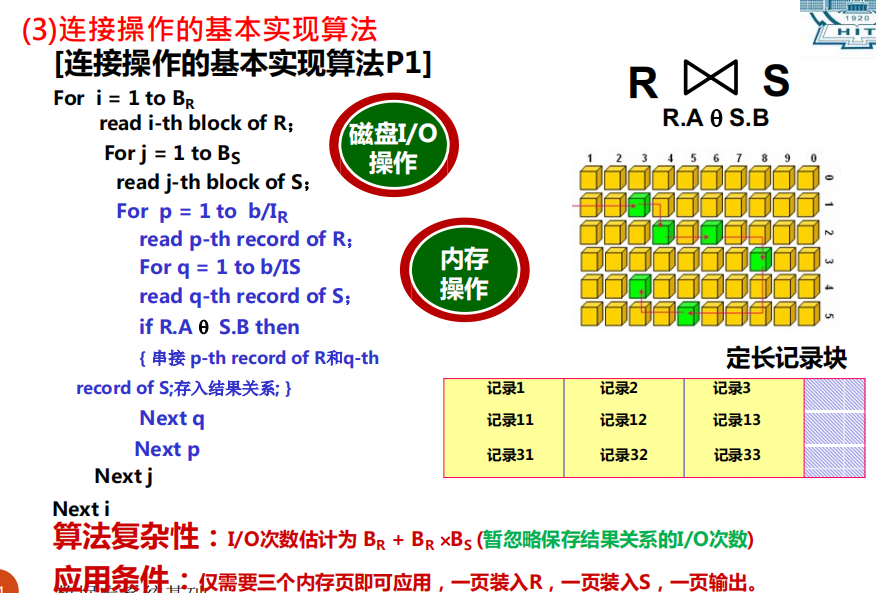 (3)连接操作的基本实现算法
[连接操作的基本实现算法P1]
1920
HIT
For i = 1 to BR
read i-th block of R；
For j = 1 to BS
read j-th block of S；
For p = 1 to b/IR
read p-th record of R；
For q = 1 to b/IS
read q-th record of S；
if R.A θ S.B then
{ 串接 p-th record of R和q-th
record of S;存入结果关系; }
Next q
Next p
Next j
Next i
磁盘I/O
操作
内存
操作
R ⋈ S
R.A θ S.B
1 2 3 4 5 6 7 8 9 0
0
1
2
3
4
5
定长记录块
记录1 记录2 记录3
记录11 记录12 记录13
记录31 记录32 记录33
算法复杂性：I/O次数估计为 BR + BR ×BS (暂忽略保存结果关系的I/O次数)
应用条件：仅需要三个内存页即可应用，一页装入R，一页装入S，一页输出。